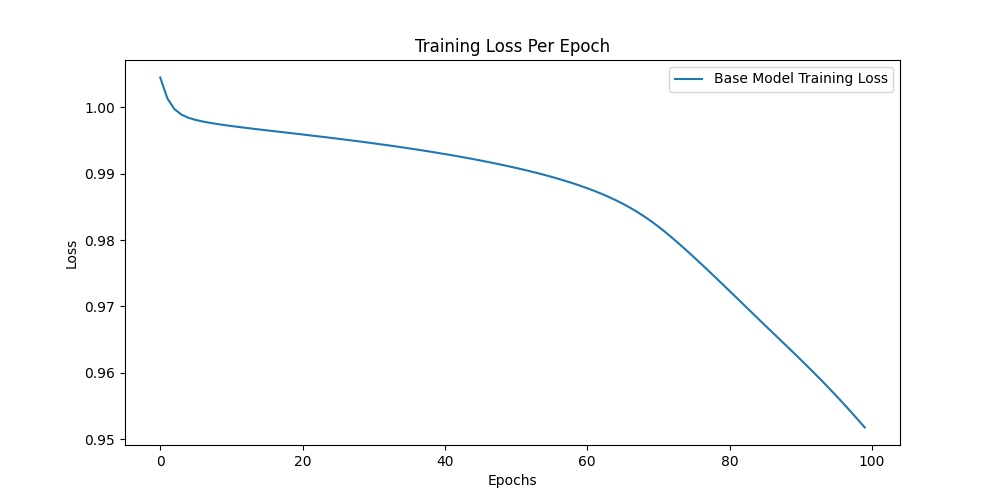 Training Loss Per Epoch
Base Model Training Loss
1.00
0.99
0.98
0.97
0.96
0.95
Loss
0 20 40 60 80 100
Epochs